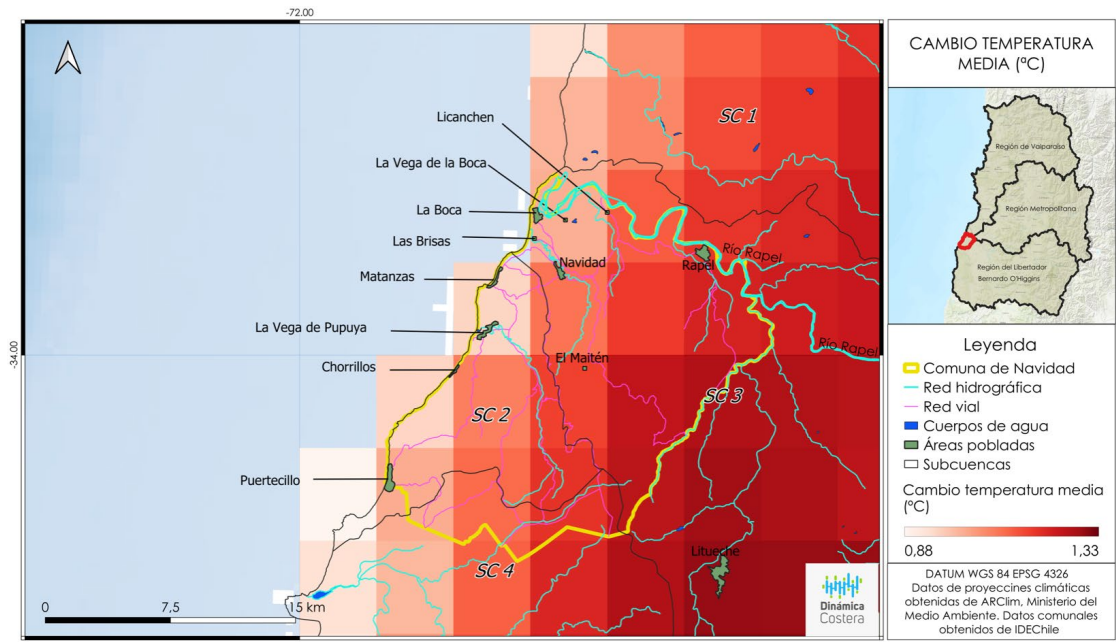 -72.00
-34.00
SC 1
Licanchen
La Vega de la Boca
La Boca
Las Brisas
Navidad
Rapel
Río Rapel
Matanzas
La Vega de Pupuya
Río Rapel
El Maitén
Chorrillos
SC 3
SC 2
Puertecillo
Litueche
SC 4
0 7,5 15 km
Dinámica
Costera
CAMBIO TEMPERATURA
MEDIA (ºC)
Región de Valparaíso
Región Metropolitana
Región del Libertador
Bernardo O'Higgins
Leyenda
Comuna de Navidad
Red hidrográfica
Red vial
Cuerpos de agua
Áreas pobladas
Subcuencas
Cambio temperatura media
(ºC)
0,88 1,33
DATUM WGS 84 EPSG 4326
Datos de proyeccines climáticas
obtenidas de ARClim, Ministerio del
Medio Ambiente. Datos comunales
obtenidos de IDEChile